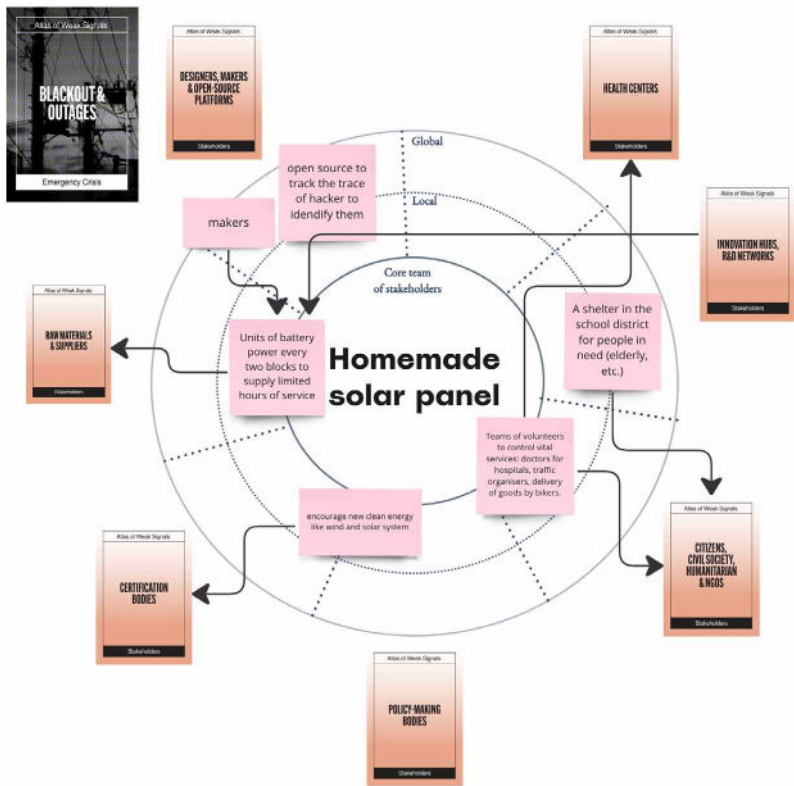 Atlas of Weak Signals
BLACKOUT &
OUTAGES
Emergency Crisis
Atlas of Weak Signals
DESIGNERS, MAKERS
& OPEN-SOURCE
PLATFORMS
Stakeholders
Atlas of Weak Signals
HEALTH CENTERS
Stakeholders
Global
Local
Core team
of stakeholders
open source to
track the trace
of hacker to
idendify them
makers
INNOVATION HUBS,
R&D NETWORKS
Atlas of Weak Signals
Stakeholders
Atlas of Weak Signals
RAW MATERIALS
& SUPPLIERS
Stakeholders
Units of battery
power every
two blocks to
supply limited
hours of service
Homemade
solar panel
A shelter in the
school district
for people in
need (elderly,
etc.)
Teams of volunteers
to control vital
services: doctors for
hospitals, traffic
organisers, delivery
of goods by bikers.
encourage new clean energy
like wind and solar system
Atlas of Weak Signals
CERTIFICATION
BODIES
Stakeholders
Atlas of Weak Signals
CITIZENS,
CIVIL SOCIETY,
HUMANITARIAN
& NGOS
Stakeholders
Atlas of Weak Signals
POLICY-MAKING
BODIES
Stakeholders